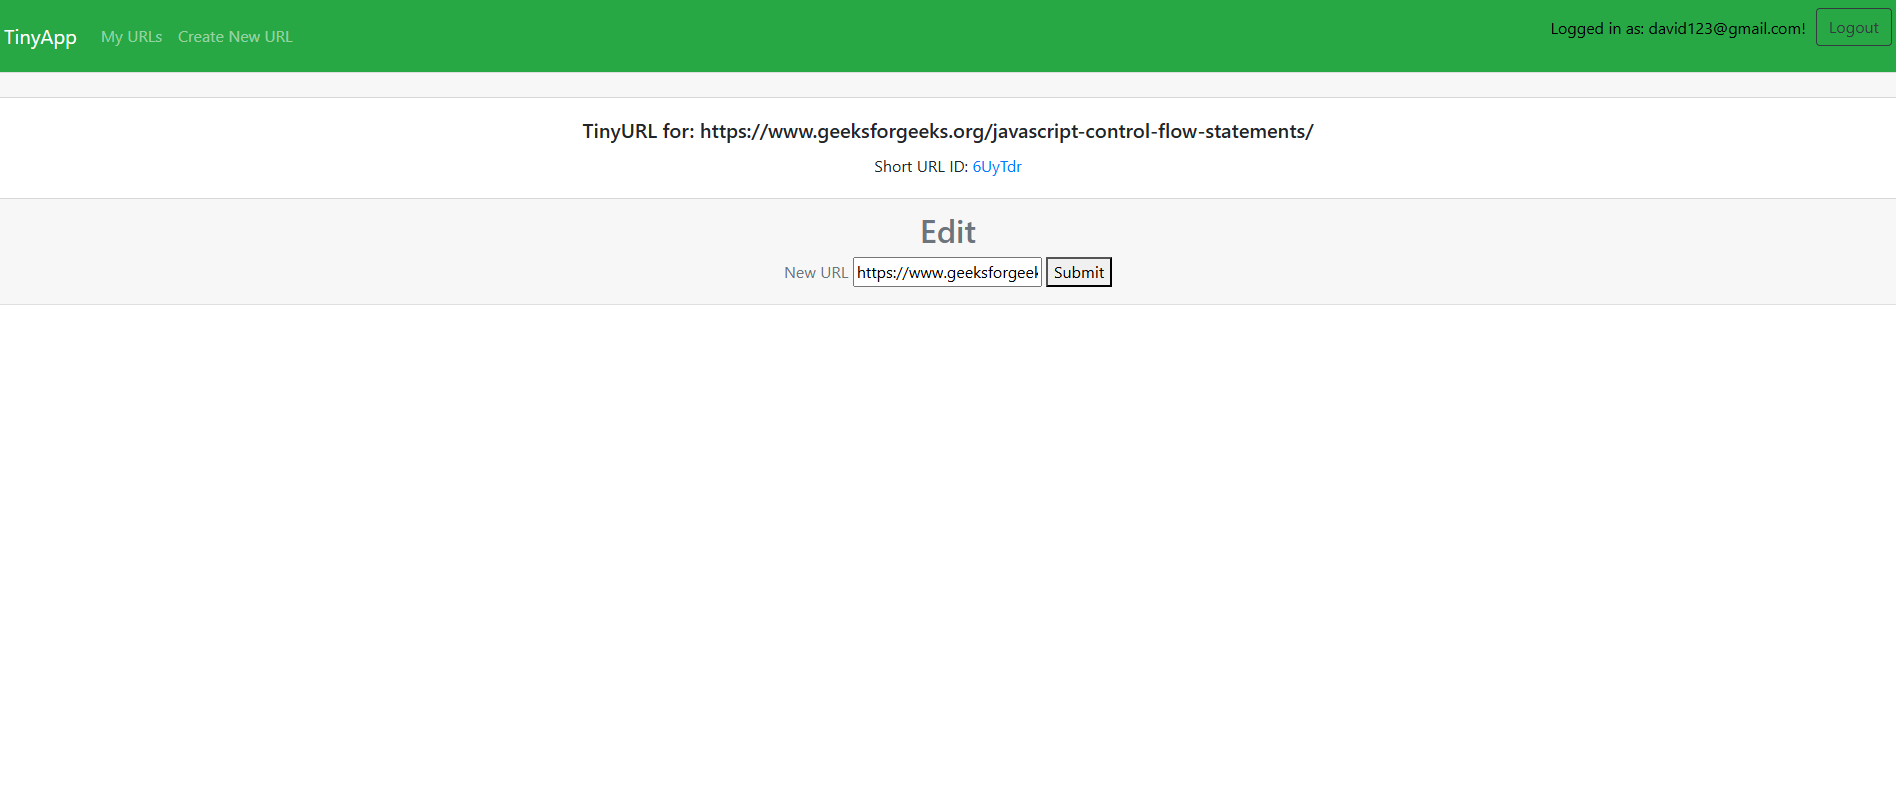 TinyApp My URLs Create New URL Logged in as: david123@gmail.com! Logout
TinyURL for: https://www.geeksforgeeks.org/javascript-control-flow-statements/
Short URL ID: 6UyTdr
Edit
New URL https://www.geeksforgeek Submit